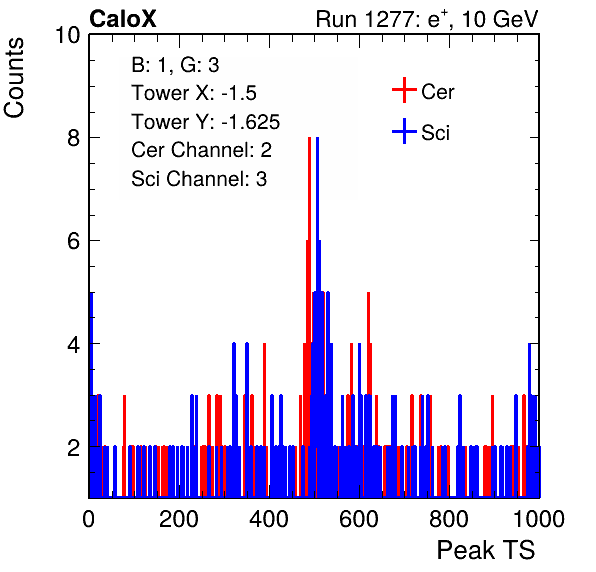 CaloX Run 1277: e⁺, 10 GeV
Counts
10
8
6
4
2
B: 1, G: 3
Tower X: -1.5
Tower Y: -1.625
Cer Channel: 2
Sci Channel: 3
Cer
Sci
0 200 400 600 800 1000
Peak TS